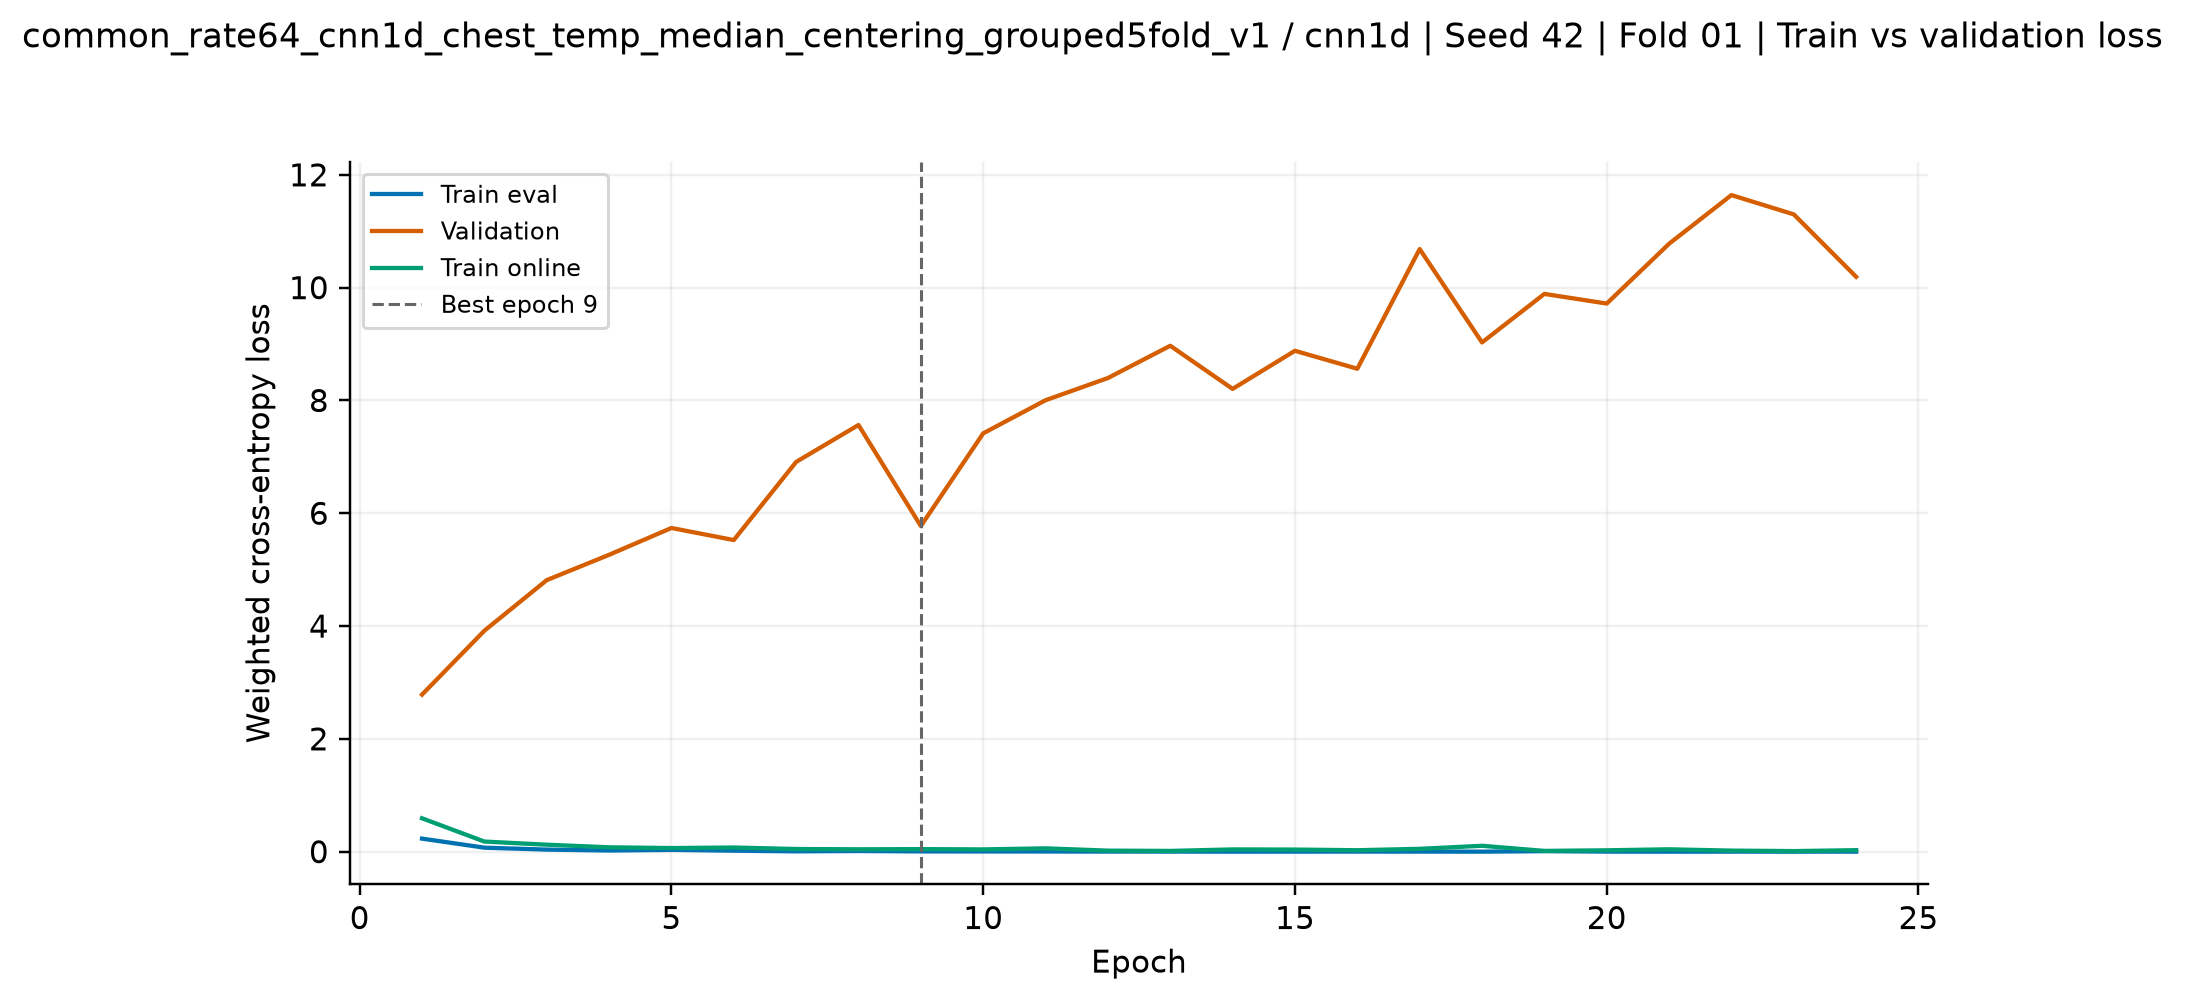 common_rate64_cnn1d_chest_temp_median_centering_grouped5fold_v1 / cnn1d | Seed 42 | Fold 01 | Train vs validation loss
12
10
8
6
4
2
0
Weighted cross-entropy loss
Train eval
Validation
Train online
Best epoch 9
0 5 10 15 20 25
Epoch